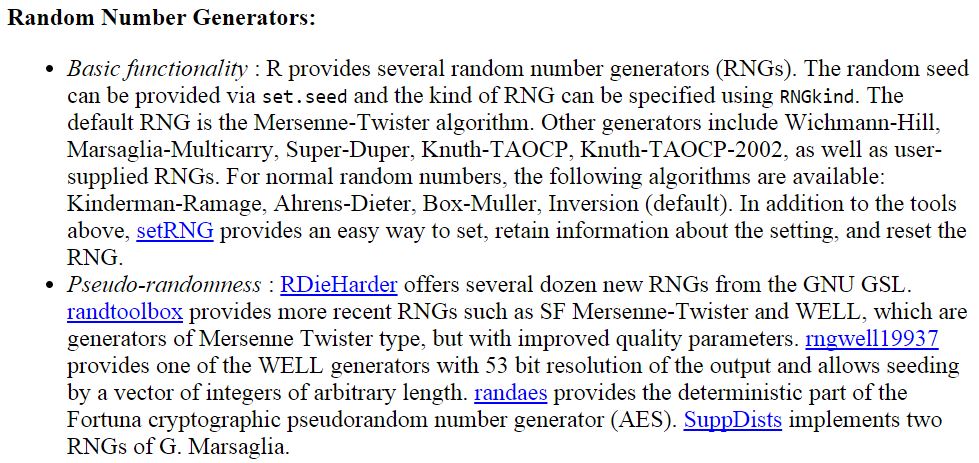 Random Number Generators:
• Basic functionality : R provides several random number generators (RNGs). The random seed
can be provided via set.seed and the kind of RNG can be specified using RNGkind. The
default RNG is the Mersenne-Twister algorithm. Other generators include Wichmann-Hill,
Marsaglia-Multicarry, Super-Duper, Knuth-TAOCP, Knuth-TAOCP-2002, as well as user-
supplied RNGs. For normal random numbers, the following algorithms are available:
Kinderman-Ramage, Ahrens-Dieter, Box-Muller, Inversion (default). In addition to the tools
above, setRNG provides an easy way to set, retain information about the setting, and reset the
RNG.
• Pseudo-randomness : RDieHarder offers several dozen new RNGs from the GNU GSL.
randtoolbox provides more recent RNGs such as SF Mersenne-Twister and WELL, which are
generators of Mersenne Twister type, but with improved quality parameters. rngwell19937
provides one of the WELL generators with 53 bit resolution of the output and allows seeding
by a vector of integers of arbitrary length. randaes provides the deterministic part of the
Fortuna cryptographic pseudorandom number generator (AES). SuppDists implements two
RNGs of G. Marsaglia.